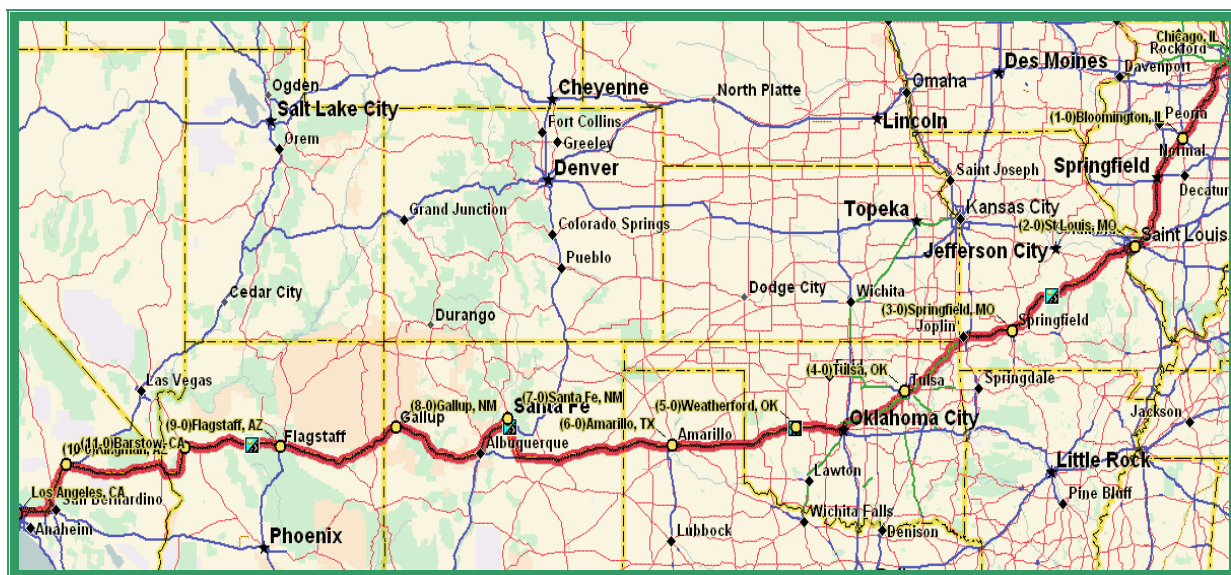 Chicago, IL
Rockford
Ogden
Salt Lake City
Orem
Cheyenne
Fort Collins
Greeley
Denver
North Platte
Omaha
Lincoln
Des Moines
Davenport
(1-0)Bloomington, IL
Peoria
Normal
Springfield
Decatur
Grand Junction
Colorado Springs
Pueblo
Saint Joseph
Topeka
Kansas City
(2-0)St Louis, MO
Jefferson City
Saint Louis
Cedar City
Durango
Dodge City
Wichita
(3-0)Springfield, MO
Joplin
Springfield
Las Vegas
(4-0)Tulsa, OK
Tulsa
Springdale
(8-0)Gallup, NM
Gallup
(7-0)Santa Fe, NM
Santa Fe
(6-0)Amarillo, TX
Amarillo
(5-0)Weatherford, OK
Oklahoma City
Jackson
(9-0)Flagstaff, AZ
Flagstaff
(11-0)Barstow, CA
Albuquerque
Lawton
Little Rock
Los Angeles, CA
San Bernardino
Anaheim
Phoenix
Lubbock
Wichita Falls
Denison
Pine Bluff